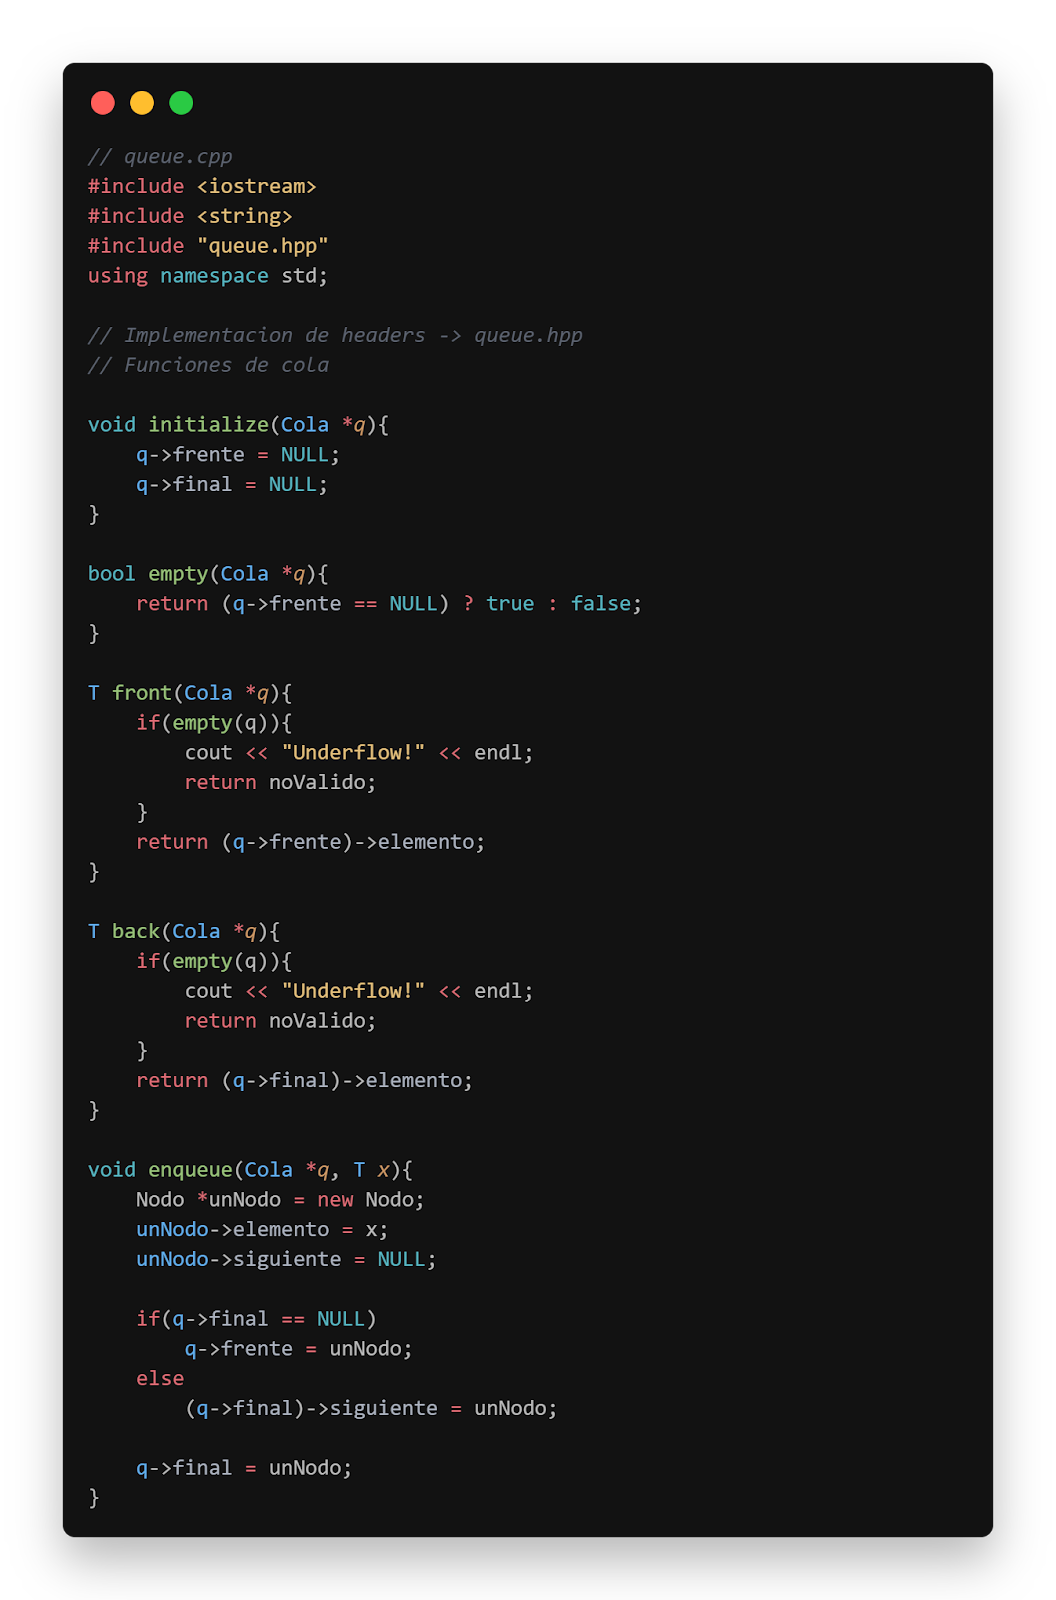 // queue.cpp
#include <iostream>
#include <string>
#include "queue.hpp"
using namespace std;

// Implementacion de headers -> queue.hpp
// Funciones de cola

void initialize(Cola *q){
    q->frente = NULL;
    q->final = NULL;
}

bool empty(Cola *q){
    return (q->frente == NULL) ? true : false;
}

T front(Cola *q){
    if(empty(q)){
        cout << "Underflow!" << endl;
        return noValido;
    }
    return (q->frente)->elemento;
}

T back(Cola *q){
    if(empty(q)){
        cout << "Underflow!" << endl;
        return noValido;
    }
    return (q->final)->elemento;
}

void enqueue(Cola *q, T x){
    Nodo *unNodo = new Nodo;
    unNodo->elemento = x;
    unNodo->siguiente = NULL;

    if(q->final == NULL)
        q->frente = unNodo;
    else
        (q->final)->siguiente = unNodo;

    q->final = unNodo;
}